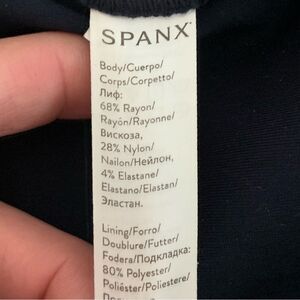 SPANX
Body/Cuerpo/
Corps/Corpetto/
Лиф:
68% Rayon/
Rayón/Rayonne/
Вискоза,
28% Nylon/
Nailon/Нейлон,
4% Elastane/
Elastano/Elastan/
Эластан.
Lining/Forro/
Doublure/Futter/
Fodera/Подкладка:
80% Polyester/
Poliéster/Poliestere/